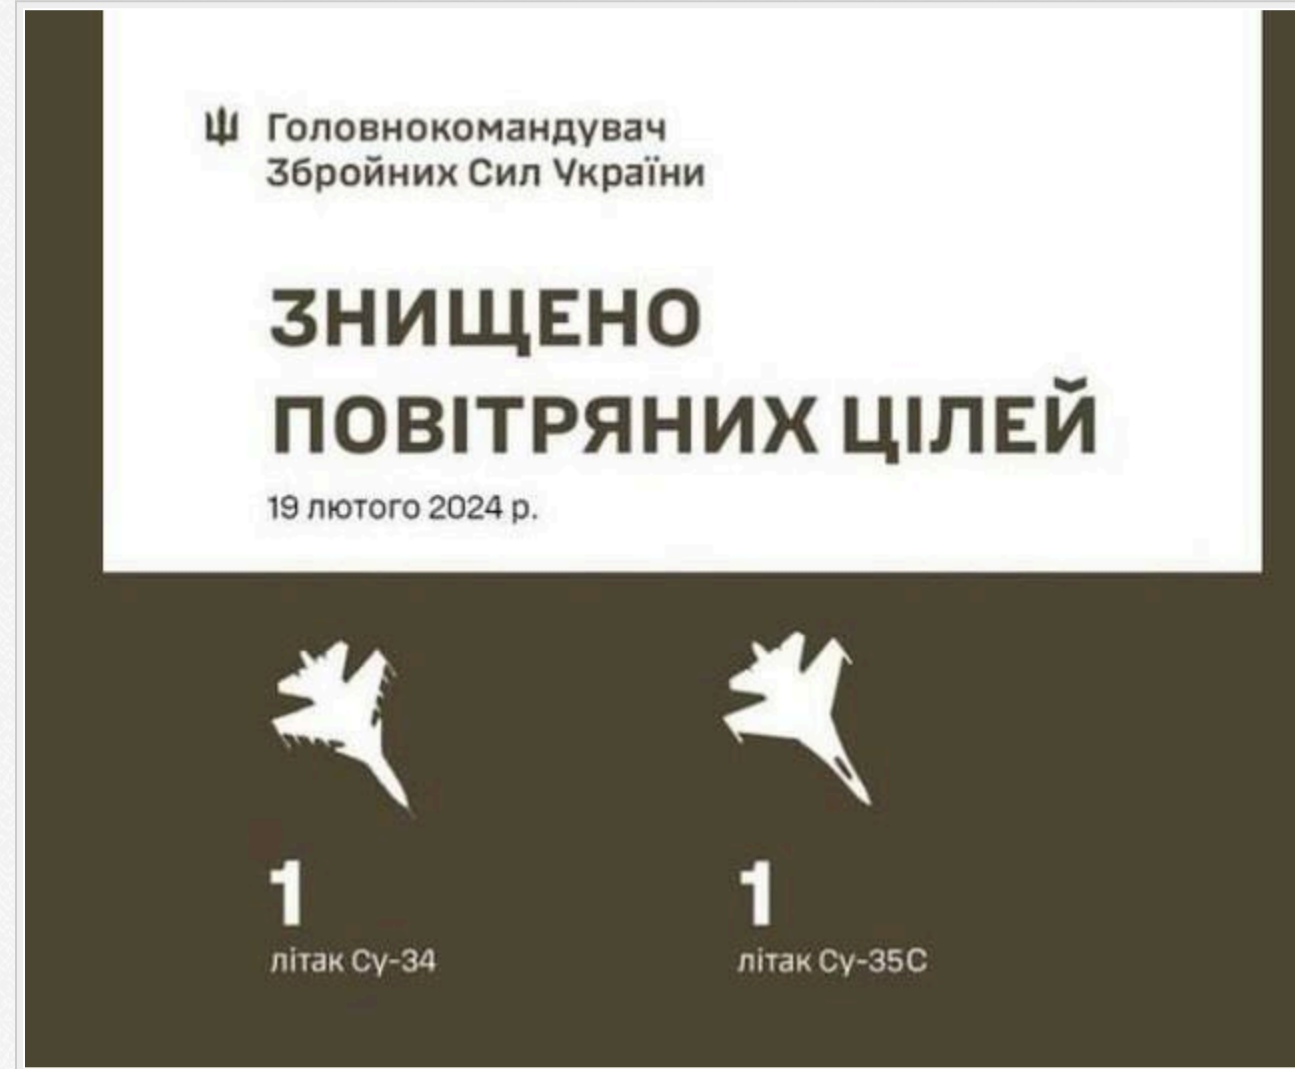 Головнокомандувач
Збройних Сил України
ЗНИЩЕНО
ПОВІТРЯНИХ ЦІЛЕЙ
19 лютого 2024 р.
1
літак Су-34
1
літак Су-35С